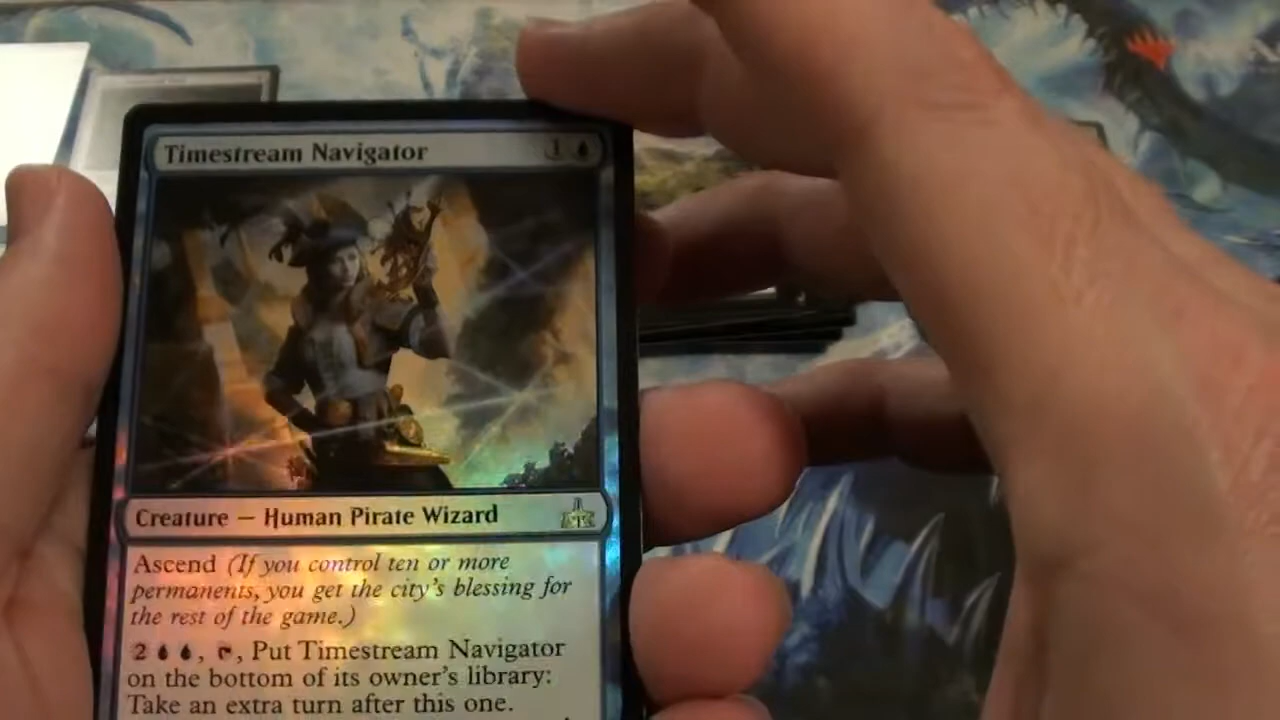 Timestream Navigator 1
Creature — Human Pirate Wizard
Ascend (If you control ten or more
permanents, you get the city's blessing for
the rest of the game.)
2 , , Put Timestream Navigator
on the bottom of its owner's library:
Take an extra turn after this one.